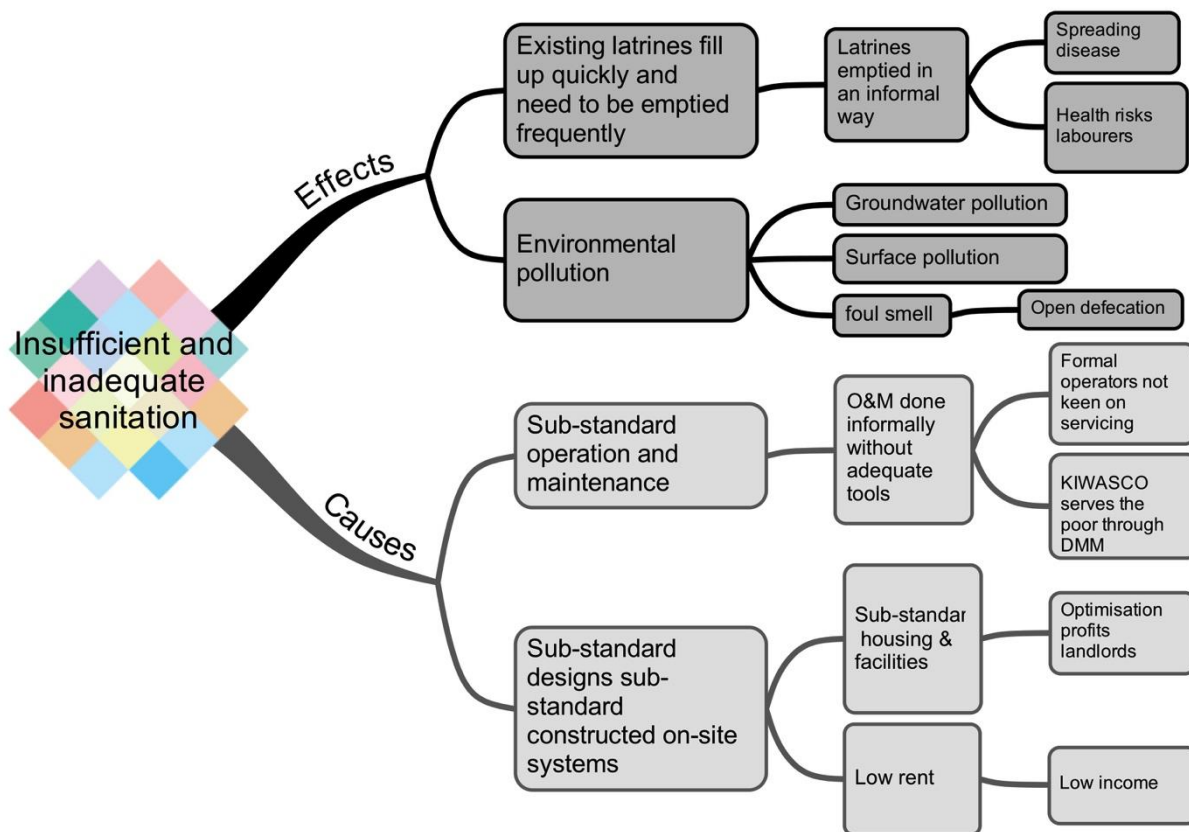 Insufficient and
inadequate
sanitation
Effects
Existing latrines fill
up quickly and
need to be emptied
frequently
Latrines
emptied in
an informal
way
Spreading
disease
Health risks
labourers
Environmental
pollution
Groundwater pollution
Surface pollution
foul smell
Open defecation
Causes
Sub-standard
operation and
maintenance
O&M done
informally
without
adequate
tools
Formal
operators not
keen on
servicing
KIWASCO
serves the
poor through
DMM
Sub-standard
designs sub-
standard
constructed on-site
systems
Sub-standar
housing &
facilities
Optimisation
profits
landlords
Low rent
Low income